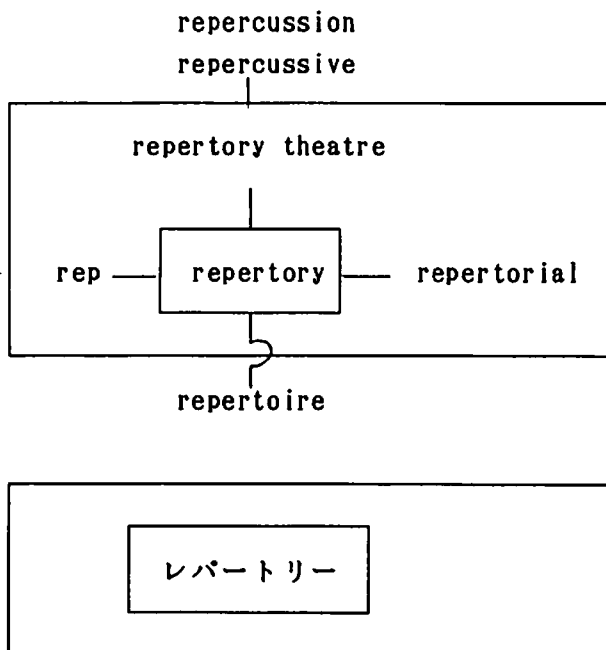 repercussion
repercussive
repertory theatre
rep repertory repertorial
repertoire
レパートリー